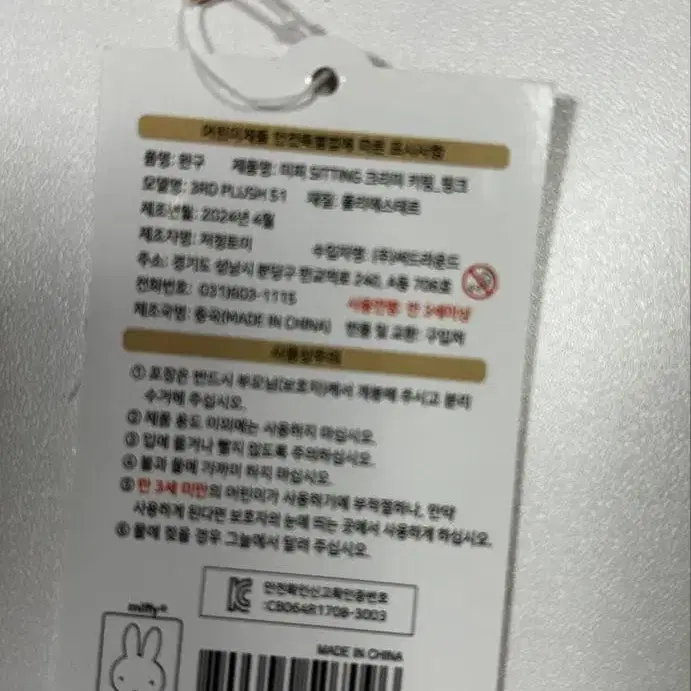 어린이제품 안전특별법에 따른 표시사항
품명: 완구 제품명: 미피 SITTING 크리미 키링_핑크
모델명: 3RD PLUSH 51 재질: 폴리에스테르
제조년월: 2024년 4월
제조자명: 저청토이 수입자명: (주)써드라운드
주소: 경기도 성남시 분당구 판교역로 240, A동 706호
전화번호: 031)603-1115 사용연령: 만 3세이상
제조국명: 중국(MADE IN CHINA) 반품 및 교환: 구입처
사용상주의
① 포장은 반드시 부모님(보호자)께서 개봉해 주시고 분리
수거해 주십시오.
② 제품 용도 이외에는 사용하지 마십시오.
③ 입에 물거나 빨지 않도록 주의하십시오.
④ 불과 물에 가까이 하지 마십시오.
⑤ 만 3세 미만의 어린이가 사용하기에 부적절하나, 만약
사용하게 된다면 보호자의 눈에 띄는 곳에서 사용하게 하십시오.
⑥ 물에 젖을 경우 그늘에서 말려 주십시오.
안전확인신고확인증번호
:CB064R1708-3003
miffy
MADE IN CHINA